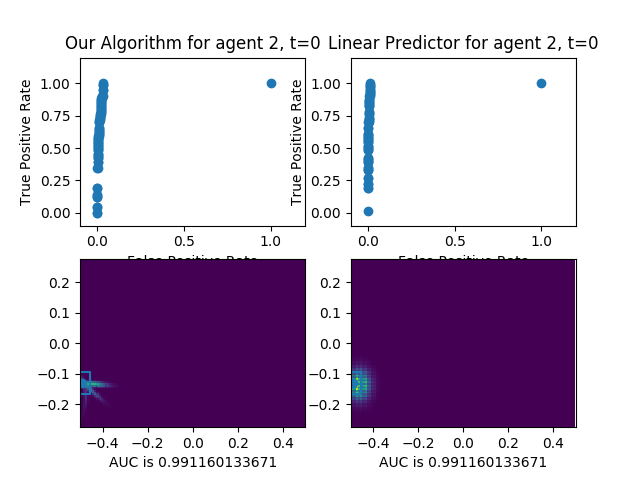 Our Algorithm for agent 2, t=0 Linear Predictor for agent 2, t=0
True Positive Rate
1.00
0.75
0.50
0.25
0.00
0.0 0.5 1.0
True Positive Rate
1.00
0.75
0.50
0.25
0.00
0.0 0.5 1.0
False Positive Rate
False Positive Rate
0.2
0.1
0.0
−0.1
−0.2
−0.4 −0.2 0.0 0.2 0.4
AUC is 0.991160133671
0.2
0.1
0.0
−0.1
−0.2
−0.4 −0.2 0.0 0.2 0.4
AUC is 0.991160133671